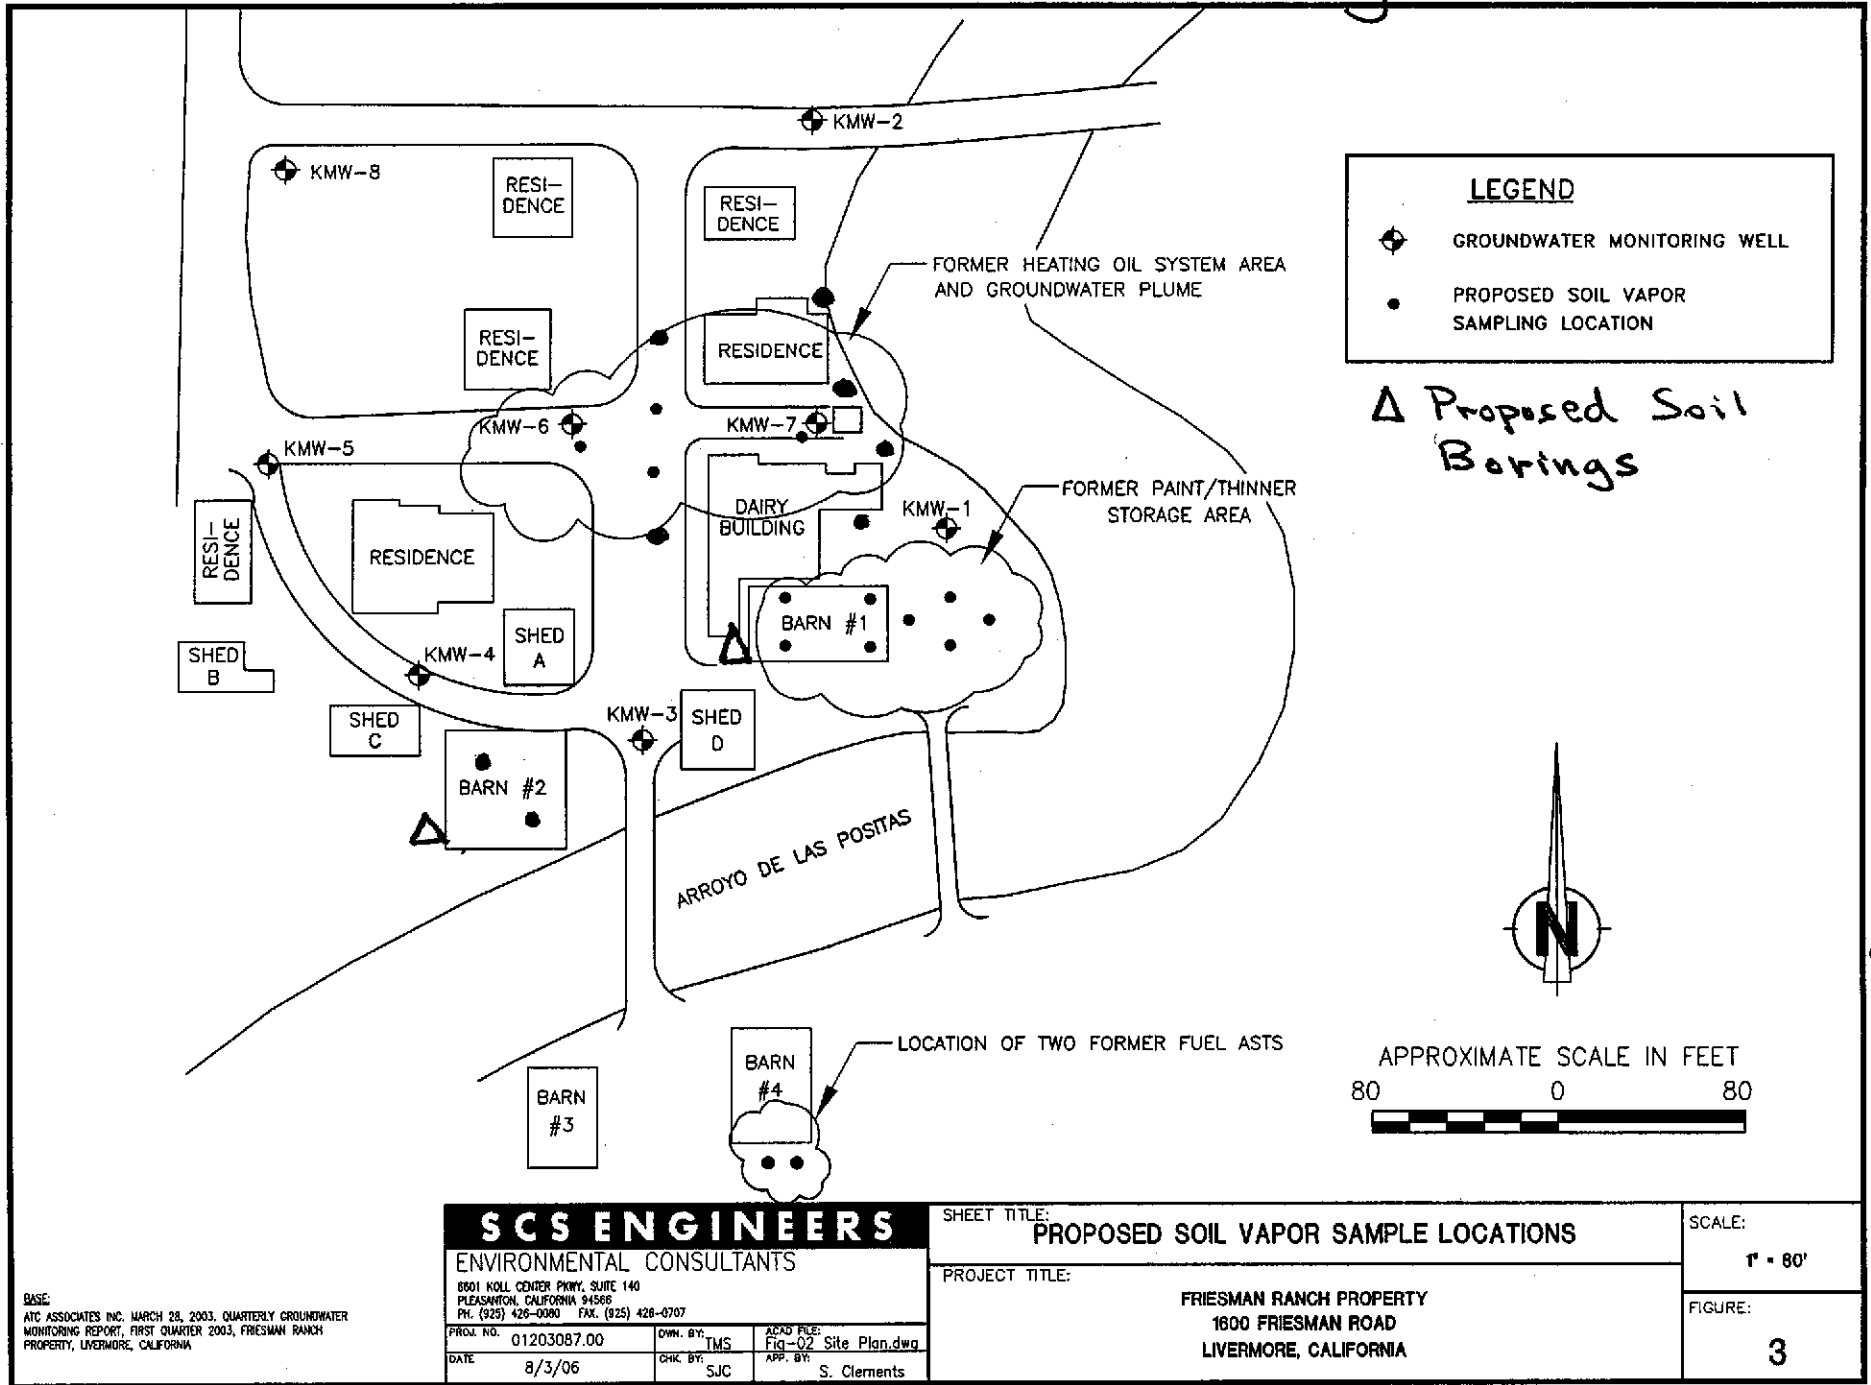 KMW-2
KMW-8
RESI-
DENCE
RESI-
DENCE
LEGEND
GROUNDWATER MONITORING WELL
PROPOSED SOIL VAPOR
SAMPLING LOCATION
Δ Proposed Soil
Borings
FORMER HEATING OIL SYSTEM AREA
AND GROUNDWATER PLUME
RESI-
DENCE
RESIDENCE
KMW-6
KMW-7
KMW-5
FORMER PAINT/THINNER
STORAGE AREA
DAIRY
BUILDING
KMW-1
RESI-
DENCE
RESIDENCE
SHED
A
BARN #1
SHED
B
KMW-4
SHED
C
KMW-3
SHED
D
BARN #2
ARROYO DE LAS POSITAS
N
LOCATION OF TWO FORMER FUEL ASTS
BARN
#4
BARN
#3
APPROXIMATE SCALE IN FEET
80 0 80
SCS ENGINEERS
ENVIRONMENTAL CONSULTANTS
6601 KOLL CENTER PKWY, SUITE 140
PLEASANTON, CALIFORNIA 94566
PH. (925) 426-0080 FAX. (925) 426-0707
PROJ. NO. 01203087.00
DWN. BY: TMS
ACAD FILE: Fig-02 Site Plan.dwg
DATE 8/3/06
CHK. BY: SJC
APP. BY: S. Clements
SHEET TITLE: PROPOSED SOIL VAPOR SAMPLE LOCATIONS
PROJECT TITLE:
FRIESMAN RANCH PROPERTY
1600 FRIESMAN ROAD
LIVERMORE, CALIFORNIA
SCALE:
1" = 80'
FIGURE:
3
BASE:
ATC ASSOCIATES INC. MARCH 28, 2003, QUARTERLY GROUNDWATER
MONITORING REPORT, FIRST QUARTER 2003, FRIESMAN RANCH
PROPERTY, LIVERMORE, CALIFORNIA